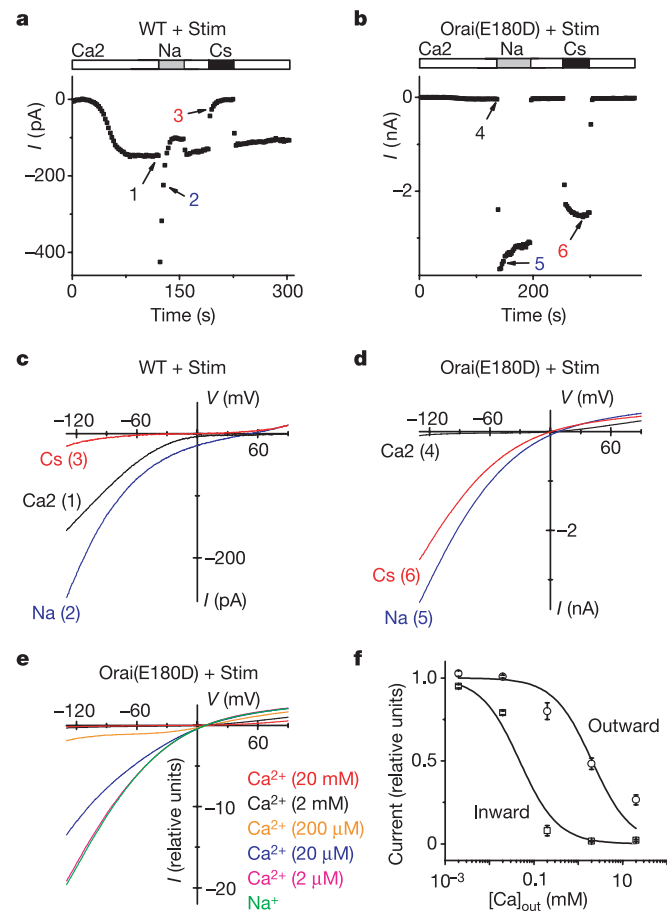 a
WT + Stim
Ca2 Na Cs
0
−200
−400
I (pA)
1
2
3
0 150 300
Time (s)
b
Orai(E180D) + Stim
Ca2 Na Cs
0
−2
I (nA)
4
5
6
0 200 400
Time (s)
c
WT + Stim
V (mV)
−120 −60 60
Cs (3)
Ca2 (1)
Na (2)
−200
I (pA)
d
Orai(E180D) + Stim
V (mV)
−120 −60 60
Ca2 (4)
Cs (6)
Na (5)
−2
I (nA)
e
Orai(E180D) + Stim
V (mV)
−120 −60 60
−10
−20
I (relative units)
Ca²⁺ (20 mM)
Ca²⁺ (2 mM)
Ca²⁺ (200 μM)
Ca²⁺ (20 μM)
Ca²⁺ (2 μM)
Na⁺
f
1.0
0.5
0
Current (relative units)
Outward
Inward
10⁻³ 0.1 10
[Ca]out (mM)